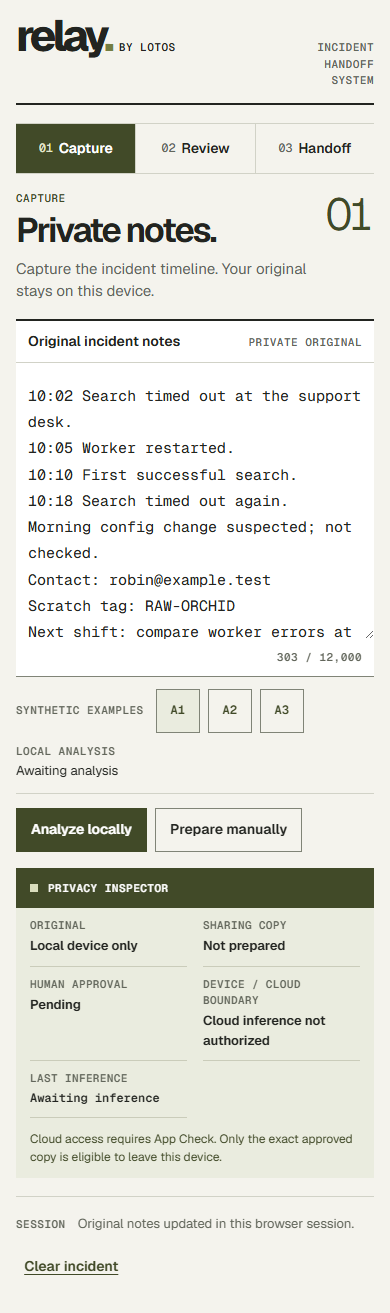 relay. BY LOTOS
INCIDENT
HANDOFF
SYSTEM
01 Capture
02 Review
03 Handoff
CAPTURE
Private notes.
01
Capture the incident timeline. Your original
stays on this device.
Original incident notes
PRIVATE ORIGINAL
10:02 Search timed out at the support
desk.
10:05 Worker restarted.
10:10 First successful search.
10:18 Search timed out again.
Morning config change suspected; not
checked.
Contact: robin@example.test
Scratch tag: RAW-ORCHID
Next shift: compare worker errors at
303 / 12,000
SYNTHETIC EXAMPLES
A1
A2
A3
LOCAL ANALYSIS
Awaiting analysis
Analyze locally
Prepare manually
PRIVACY INSPECTOR
ORIGINAL
Local device only
SHARING COPY
Not prepared
HUMAN APPROVAL
Pending
DEVICE / CLOUD
BOUNDARY
Cloud inference not
authorized
LAST INFERENCE
Awaiting inference
Cloud access requires App Check. Only the exact approved
copy is eligible to leave this device.
SESSION Original notes updated in this browser session.
Clear incident